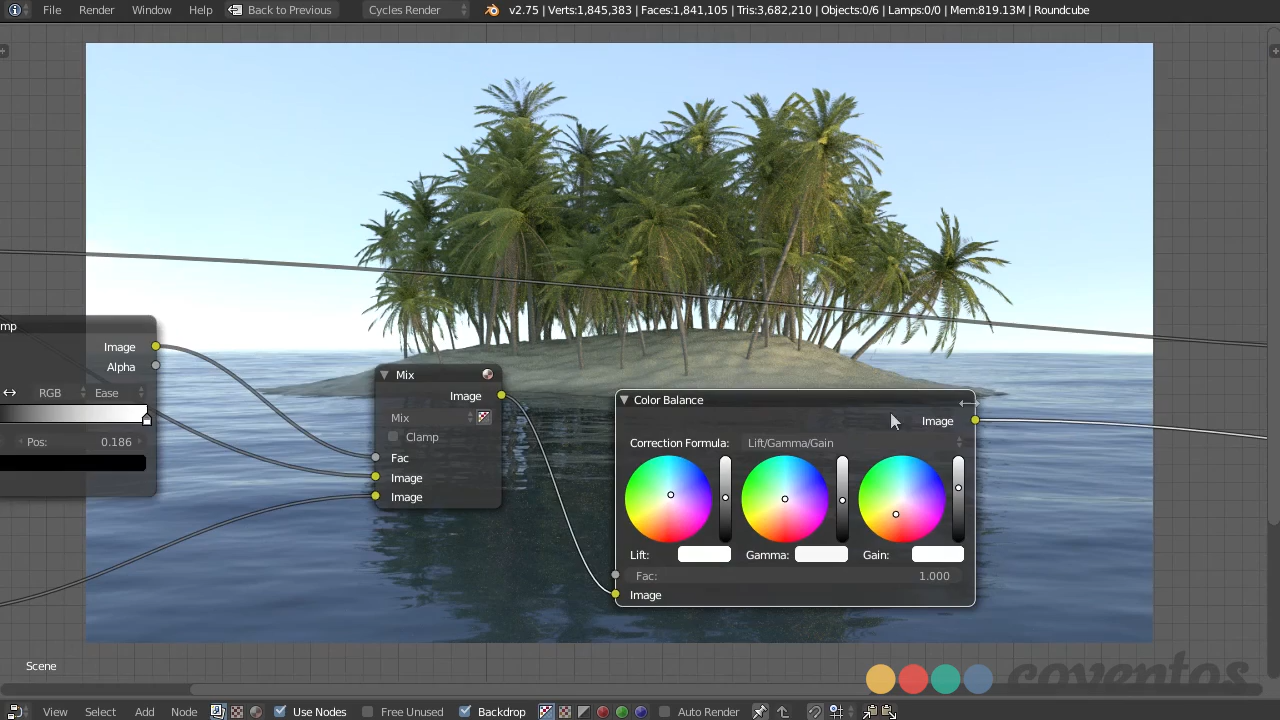 File Render Window Help Back to Previous Cycles Render v2.75 | Verts:1,845,383 | Faces:1,841,105 | Tris:3,682,210 | Objects:0/6 | Lamps:0/0 | Mem:819.13M | Roundcube
mp
Image
Alpha
RGB Ease
Pos: 0.186
Mix
Image
Mix
Clamp
Fac
Image
Image
Color Balance
Image
Correction Formula: Lift/Gamma/Gain
Lift: Gamma: Gain:
Fac: 1.000
Image
Scene
coventos
View Select Add Node Use Nodes Free Unused Backdrop Auto Render